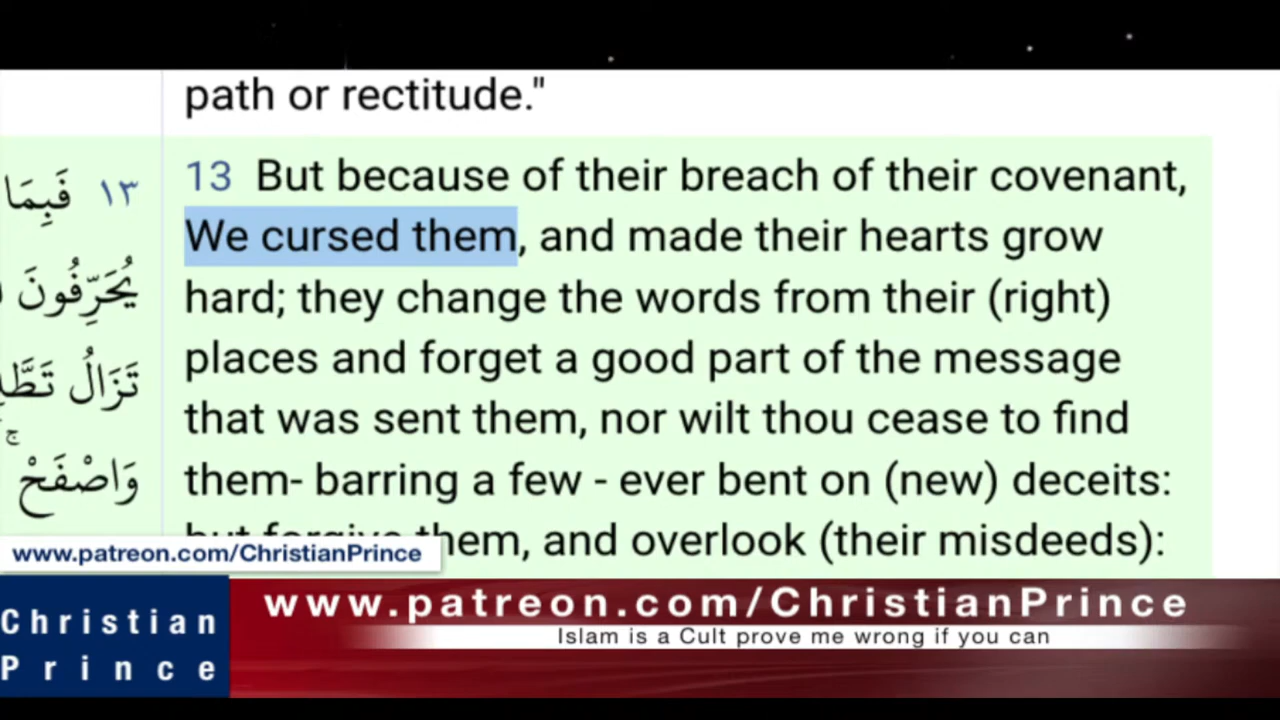 path or rectitude."
١٣ فَبِمَا
13 But because of their breach of their covenant,
We cursed them, and made their hearts grow
يُحَرِّفُونَ
hard; they change the words from their (right)
places and forget a good part of the message
تَزَالُ
that was sent them, nor wilt thou cease to find
وَاصْفَحْ ۚ
them- barring a few - ever bent on (new) deceits:
but forgive them, and overlook (their misdeeds):
www.patreon.com/ChristianPrince
www.patreon.com/ChristianPrince
Islam is a Cult prove me wrong if you can
Christian
Prince